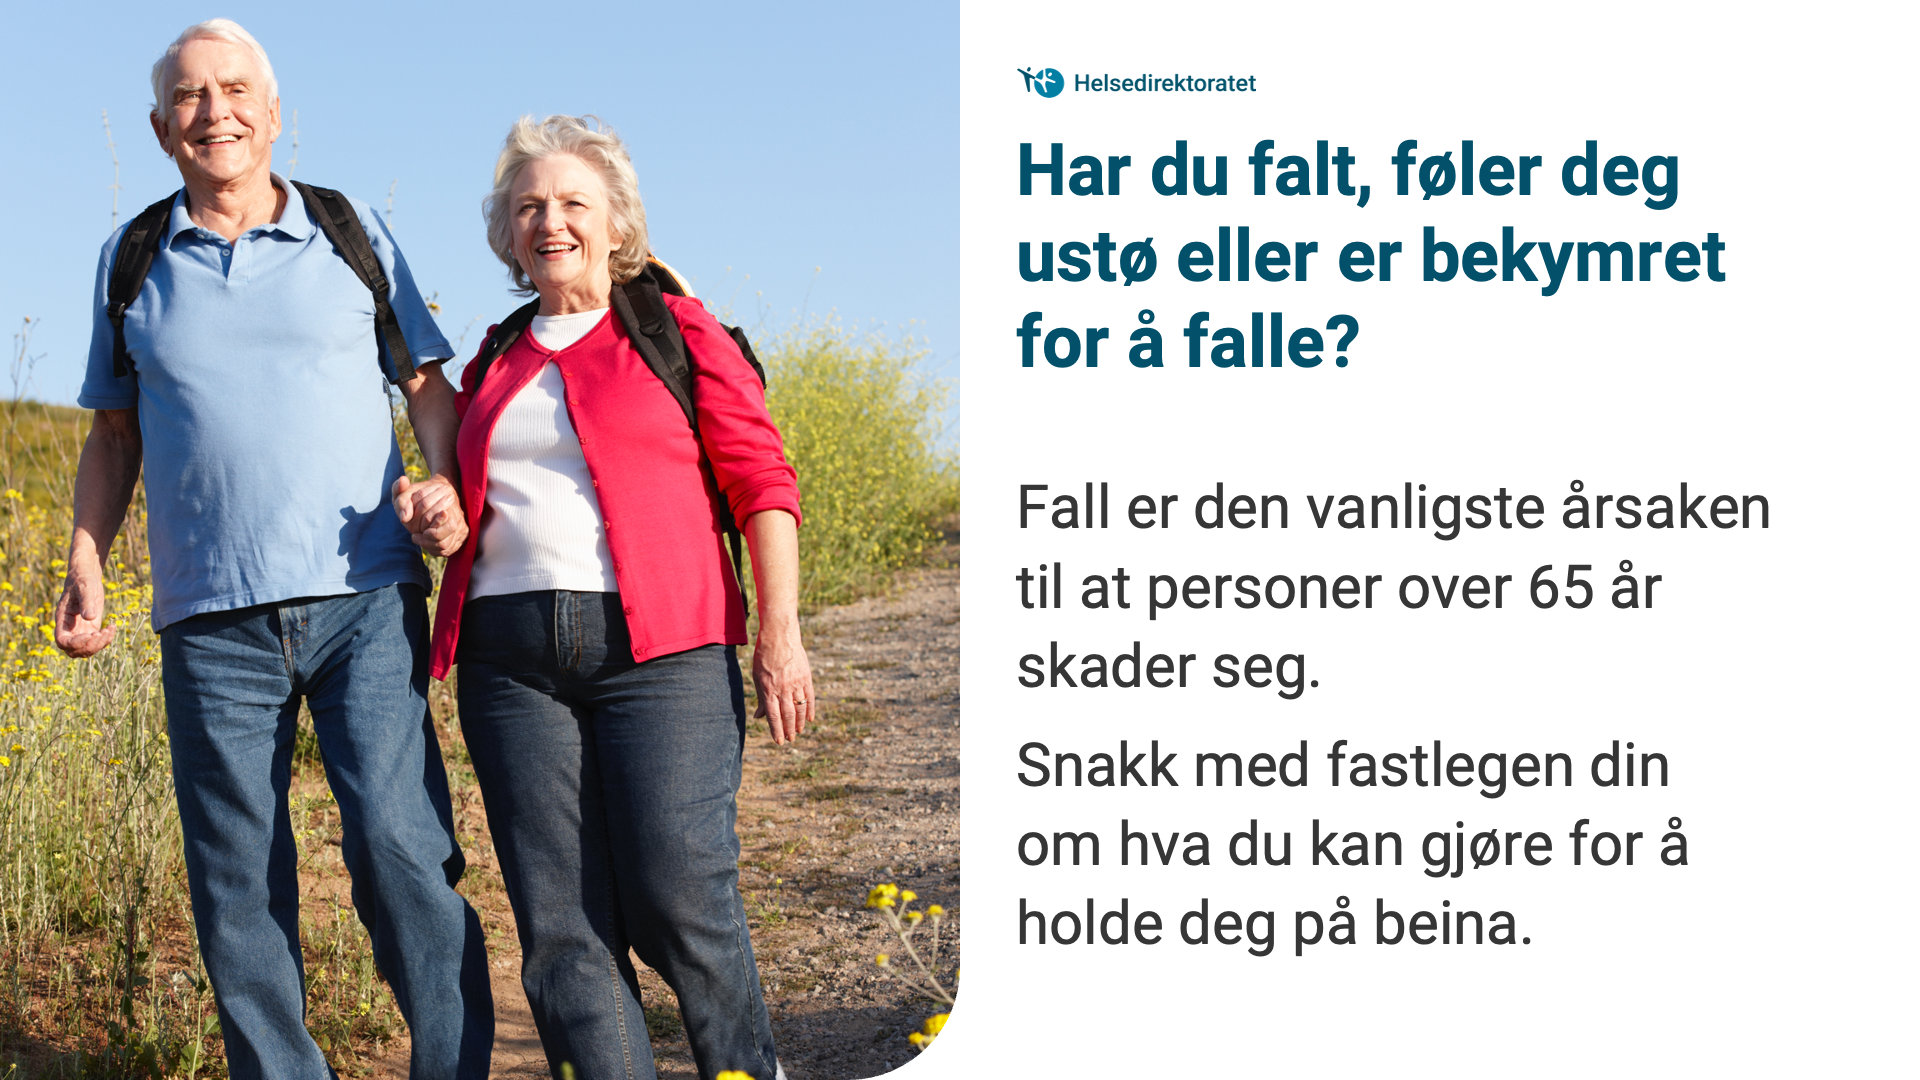 Helsedirektoratet
Har du falt, føler deg
ustø eller er bekymret
for å falle?
Fall er den vanligste årsaken
til at personer over 65 år
skader seg.
Snakk med fastlegen din
om hva du kan gjøre for å
holde deg på beina.